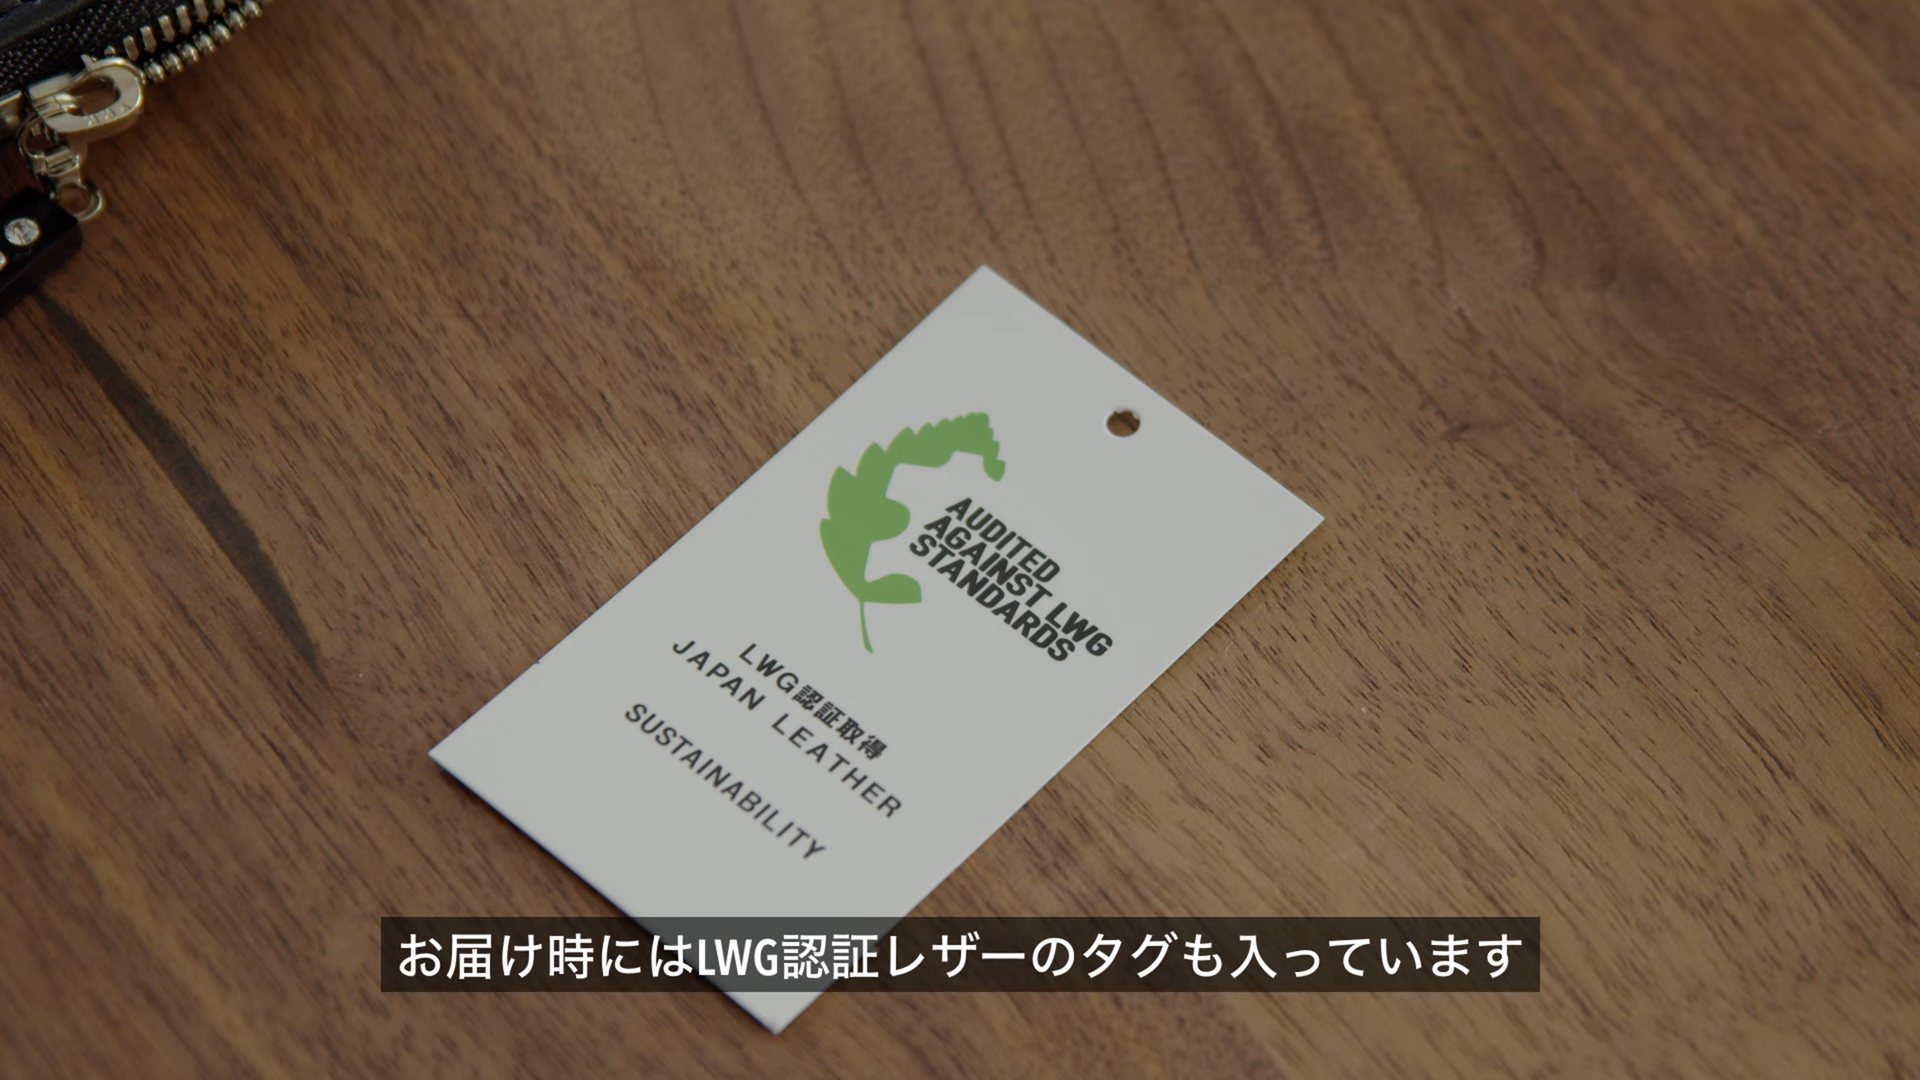 AUDITED
AGAINST LWG
STANDARDS
LWG認証取得
JAPAN LEATHER
SUSTAINABILITY
お届け時にはLWG認証レザーのタグも入っています